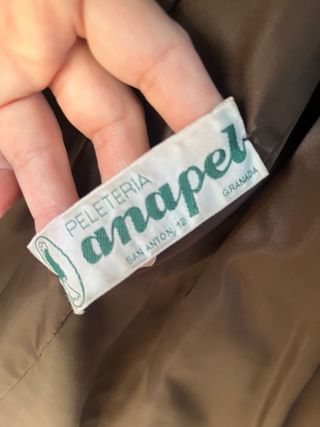 PELETERIA
anapel
SAN ANTON, 12
GRANADA